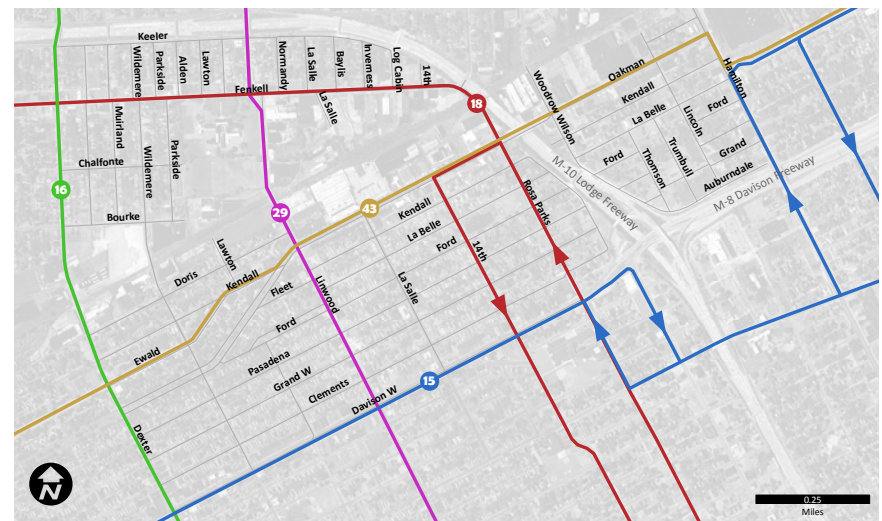 Keeler
Wildemere
Parkside
Alden
Lawton
Normandy
La Salle
Baylis
Inverness
Log Cabin
14th
Fenkell
La Salle
18
Oakman
Hamilton
Woodrow Wilson
Kendall
La Belle
Ford
Lincoln
Ford
Thomson
Trumbull
Grand
Auburndale
M-10 Lodge Freeway
M-8 Davison Freeway
Muirland
Chalfonte
Wildemere
Parkside
16
Bourke
29
43
Kendall
La Belle
Ford
14th
Rosa Parks
Lawton
Doris
Kendall
Fleet
Linwood
La Salle
Ford
Ewald
Pasadena
Grand W
Clements
15
Davison W
Dexter
N
0.25
Miles